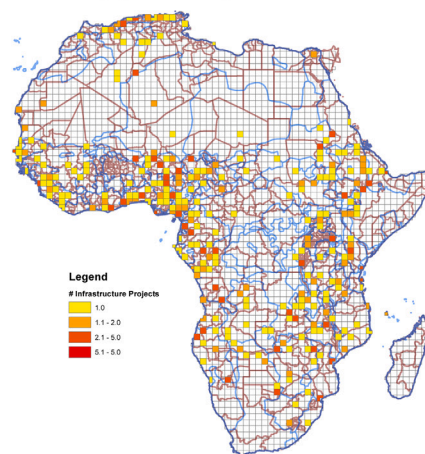 Legend
# Infrastructure Projects
1.0
1.1 - 2.0
2.1 - 5.0
5.1 - 5.0